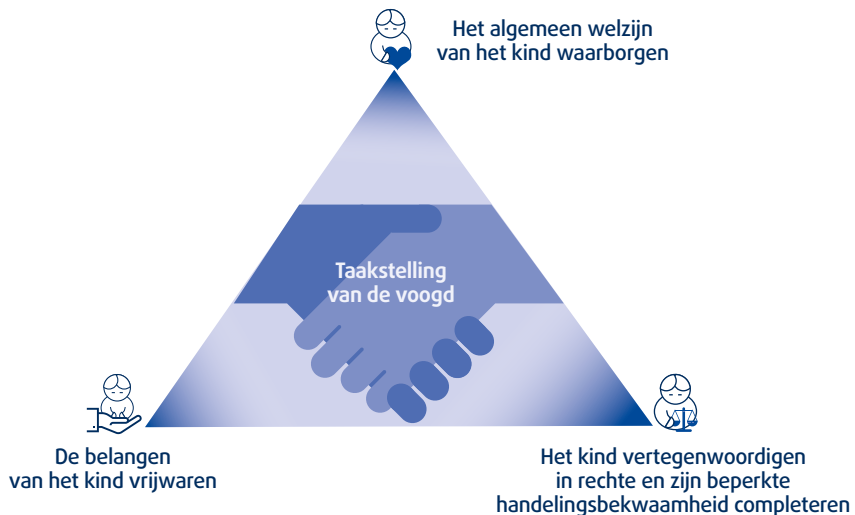 Het algemeen welzijn
van het kind waarborgen
Taakstelling
van de voogd
De belangen
van het kind vrijwaren
Het kind vertegenwoordigen
in rechte en zijn beperkte
handelingsbekwaamheid completeren